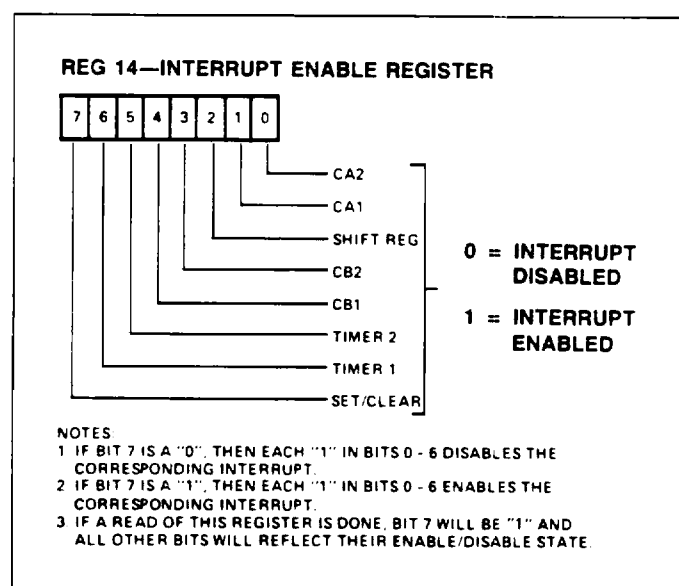 REG 14—INTERRUPT ENABLE REGISTER
7 6 5 4 3 2 1 0
CA2
CA1
SHIFT REG
CB2
CB1
TIMER 2
TIMER 1
SET/CLEAR
0 = INTERRUPT
DISABLED
1 = INTERRUPT
ENABLED
NOTES:
1 IF BIT 7 IS A "0", THEN EACH "1" IN BITS 0 - 6 DISABLES THE
CORRESPONDING INTERRUPT.
2 IF BIT 7 IS A "1", THEN EACH "1" IN BITS 0 - 6 ENABLES THE
CORRESPONDING INTERRUPT.
3 IF A READ OF THIS REGISTER IS DONE, BIT 7 WILL BE "1" AND
ALL OTHER BITS WILL REFLECT THEIR ENABLE/DISABLE STATE.